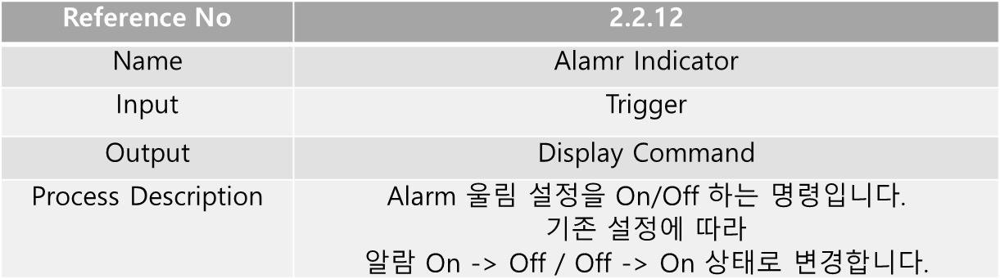 Reference No 2.2.12
Name Alamr Indicator
Input Trigger
Output Display Command
Process Description Alarm 울림 설정을 On/Off 하는 명령입니다.
기존 설정에 따라
알람 On -> Off / Off -> On 상태로 변경합니다.